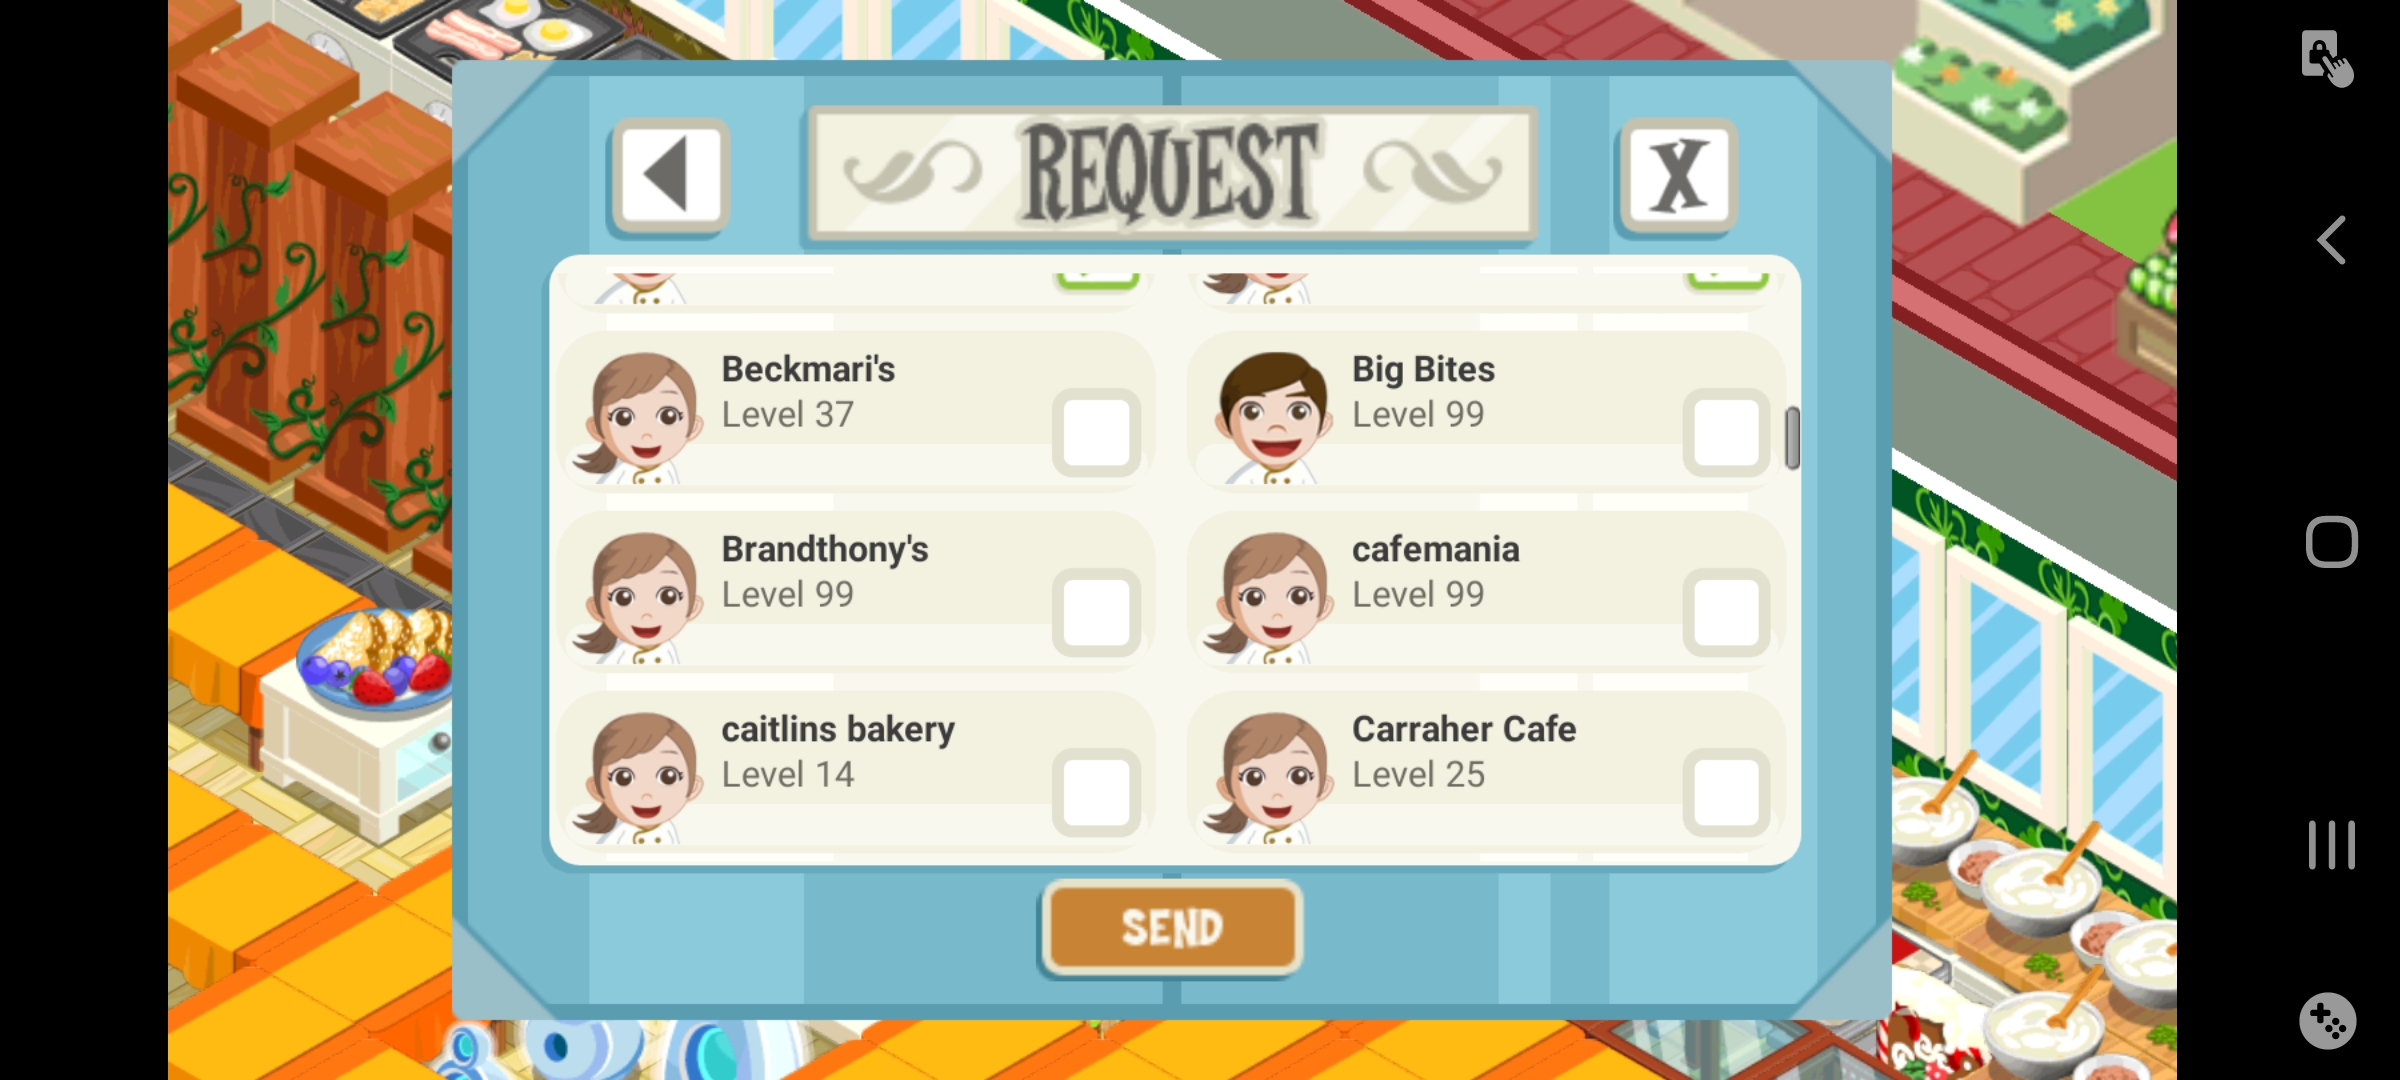 REQUEST
X
Beckmari's
Level 37
Big Bites
Level 99
Brandthony's
Level 99
cafemania
Level 99
caitlins bakery
Level 14
Carraher Cafe
Level 25
SEND